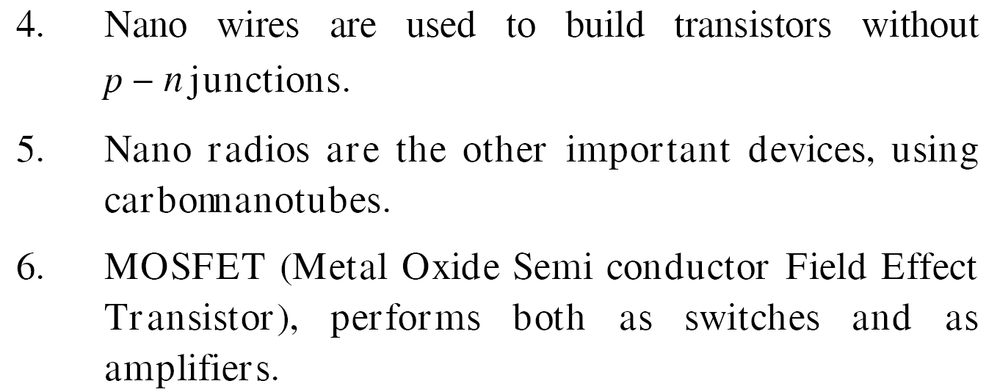 4. Nano wires are used to build transistors without
p – n junctions.
5. Nano radios are the other important devices, using
carbonnanotubes.
6. MOSFET (Metal Oxide Semi conductor Field Effect
Transistor), performs both as switches and as
amplifiers.